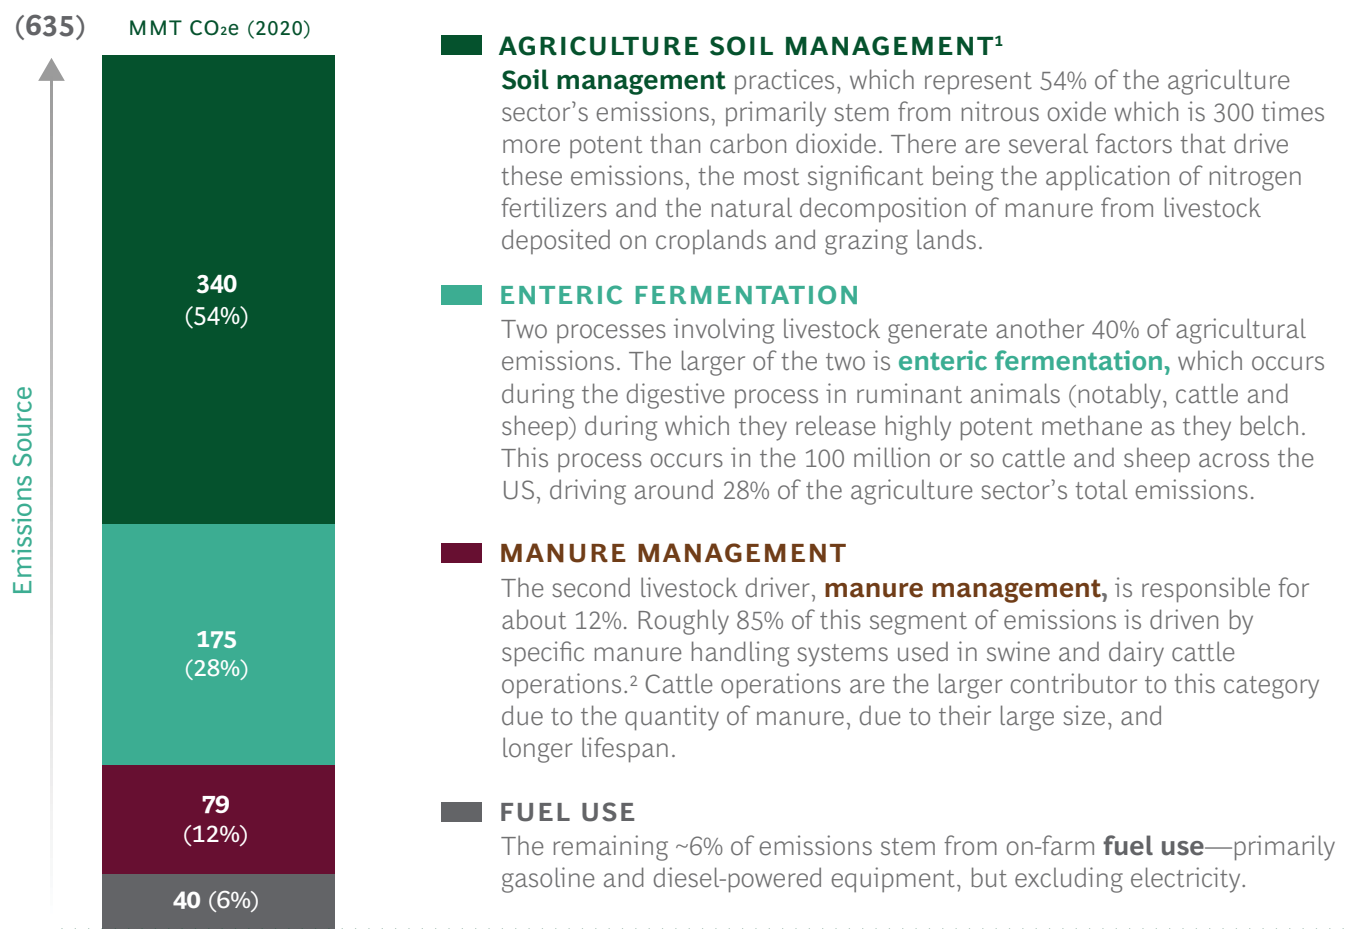 (635)
MMT CO₂e (2020)
Emissions Source
340
(54%)
175
(28%)
79
(12%)
40 (6%)
AGRICULTURE SOIL MANAGEMENT¹
Soil management practices, which represent 54% of the agriculture
sector’s emissions, primarily stem from nitrous oxide which is 300 times
more potent than carbon dioxide. There are several factors that drive
these emissions, the most significant being the application of nitrogen
fertilizers and the natural decomposition of manure from livestock
deposited on croplands and grazing lands.
ENTERIC FERMENTATION
Two processes involving livestock generate another 40% of agricultural
emissions. The larger of the two is enteric fermentation, which occurs
during the digestive process in ruminant animals (notably, cattle and
sheep) during which they release highly potent methane as they belch.
This process occurs in the 100 million or so cattle and sheep across the
US, driving around 28% of the agriculture sector’s total emissions.
MANURE MANAGEMENT
The second livestock driver, manure management, is responsible for
about 12%. Roughly 85% of this segment of emissions is driven by
specific manure handling systems used in swine and dairy cattle
operations.² Cattle operations are the larger contributor to this category
due to the quantity of manure, due to their large size, and
longer lifespan.
FUEL USE
The remaining ~6% of emissions stem from on-farm fuel use—primarily
gasoline and diesel-powered equipment, but excluding electricity.